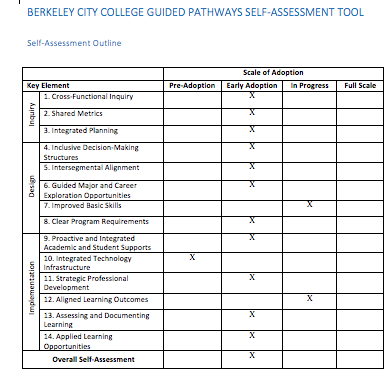 BERKELEY CITY COLLEGE GUIDED PATHWAYS SELF-ASSESSMENT TOOL
Self-Assessment Outline
Scale of Adoption
Key Element Pre-Adoption Early Adoption In Progress Full Scale
Inquiry
1. Cross-Functional Inquiry X
2. Shared Metrics X
3. Integrated Planning X
Design
4. Inclusive Decision-Making X
Structures
5. Intersegmental Alignment X
6. Guided Major and Career X
Exploration Opportunities
7. Improved Basic Skills X
8. Clear Program Requirements X
Implementation
9. Proactive and Integrated X
Academic and Student Supports
10. Integrated Technology X
Infrastructure
11. Strategic Professional X
Development
12. Aligned Learning Outcomes X
13. Assessing and Documenting X
Learning
14. Applied Learning X
Opportunities
Overall Self-Assessment X